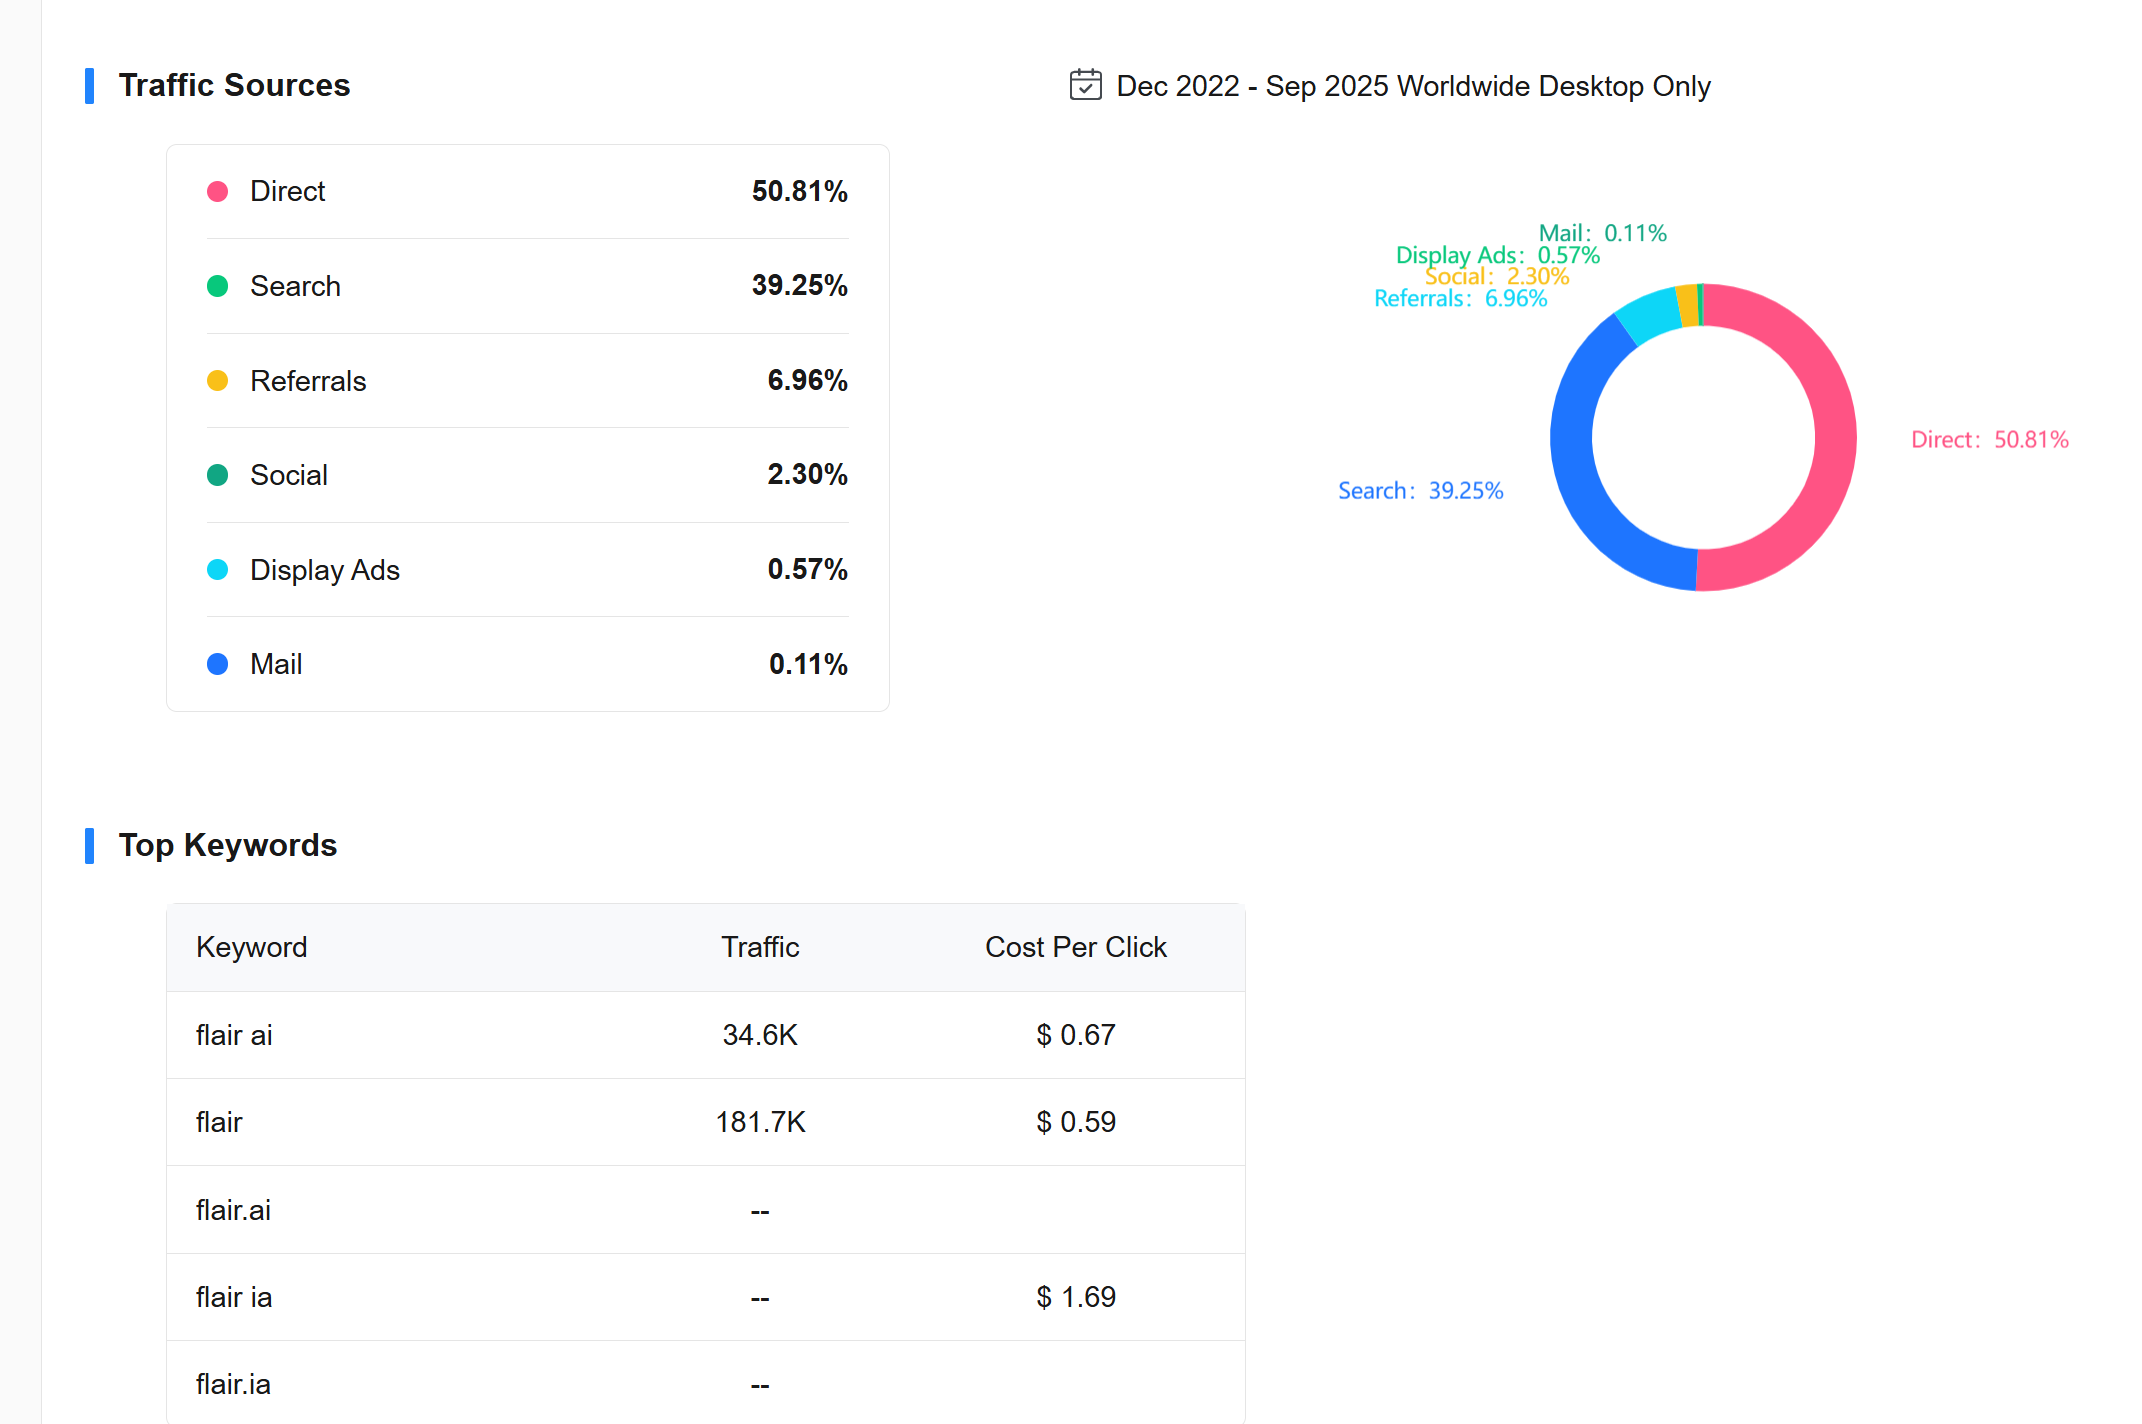 Traffic Sources
Dec 2022 - Sep 2025 Worldwide Desktop Only
Direct 50.81%
Search 39.25%
Referrals 6.96%
Social 2.30%
Display Ads 0.57%
Mail 0.11%
Mail: 0.11%
Display Ads: 0.57%
Social: 2.30%
Referrals: 6.96%
Direct: 50.81%
Search: 39.25%
Top Keywords
Keyword Traffic Cost Per Click
flair ai 34.6K $ 0.67
flair 181.7K $ 0.59
flair.ai --
flair ia -- $ 1.69
flair.ia --